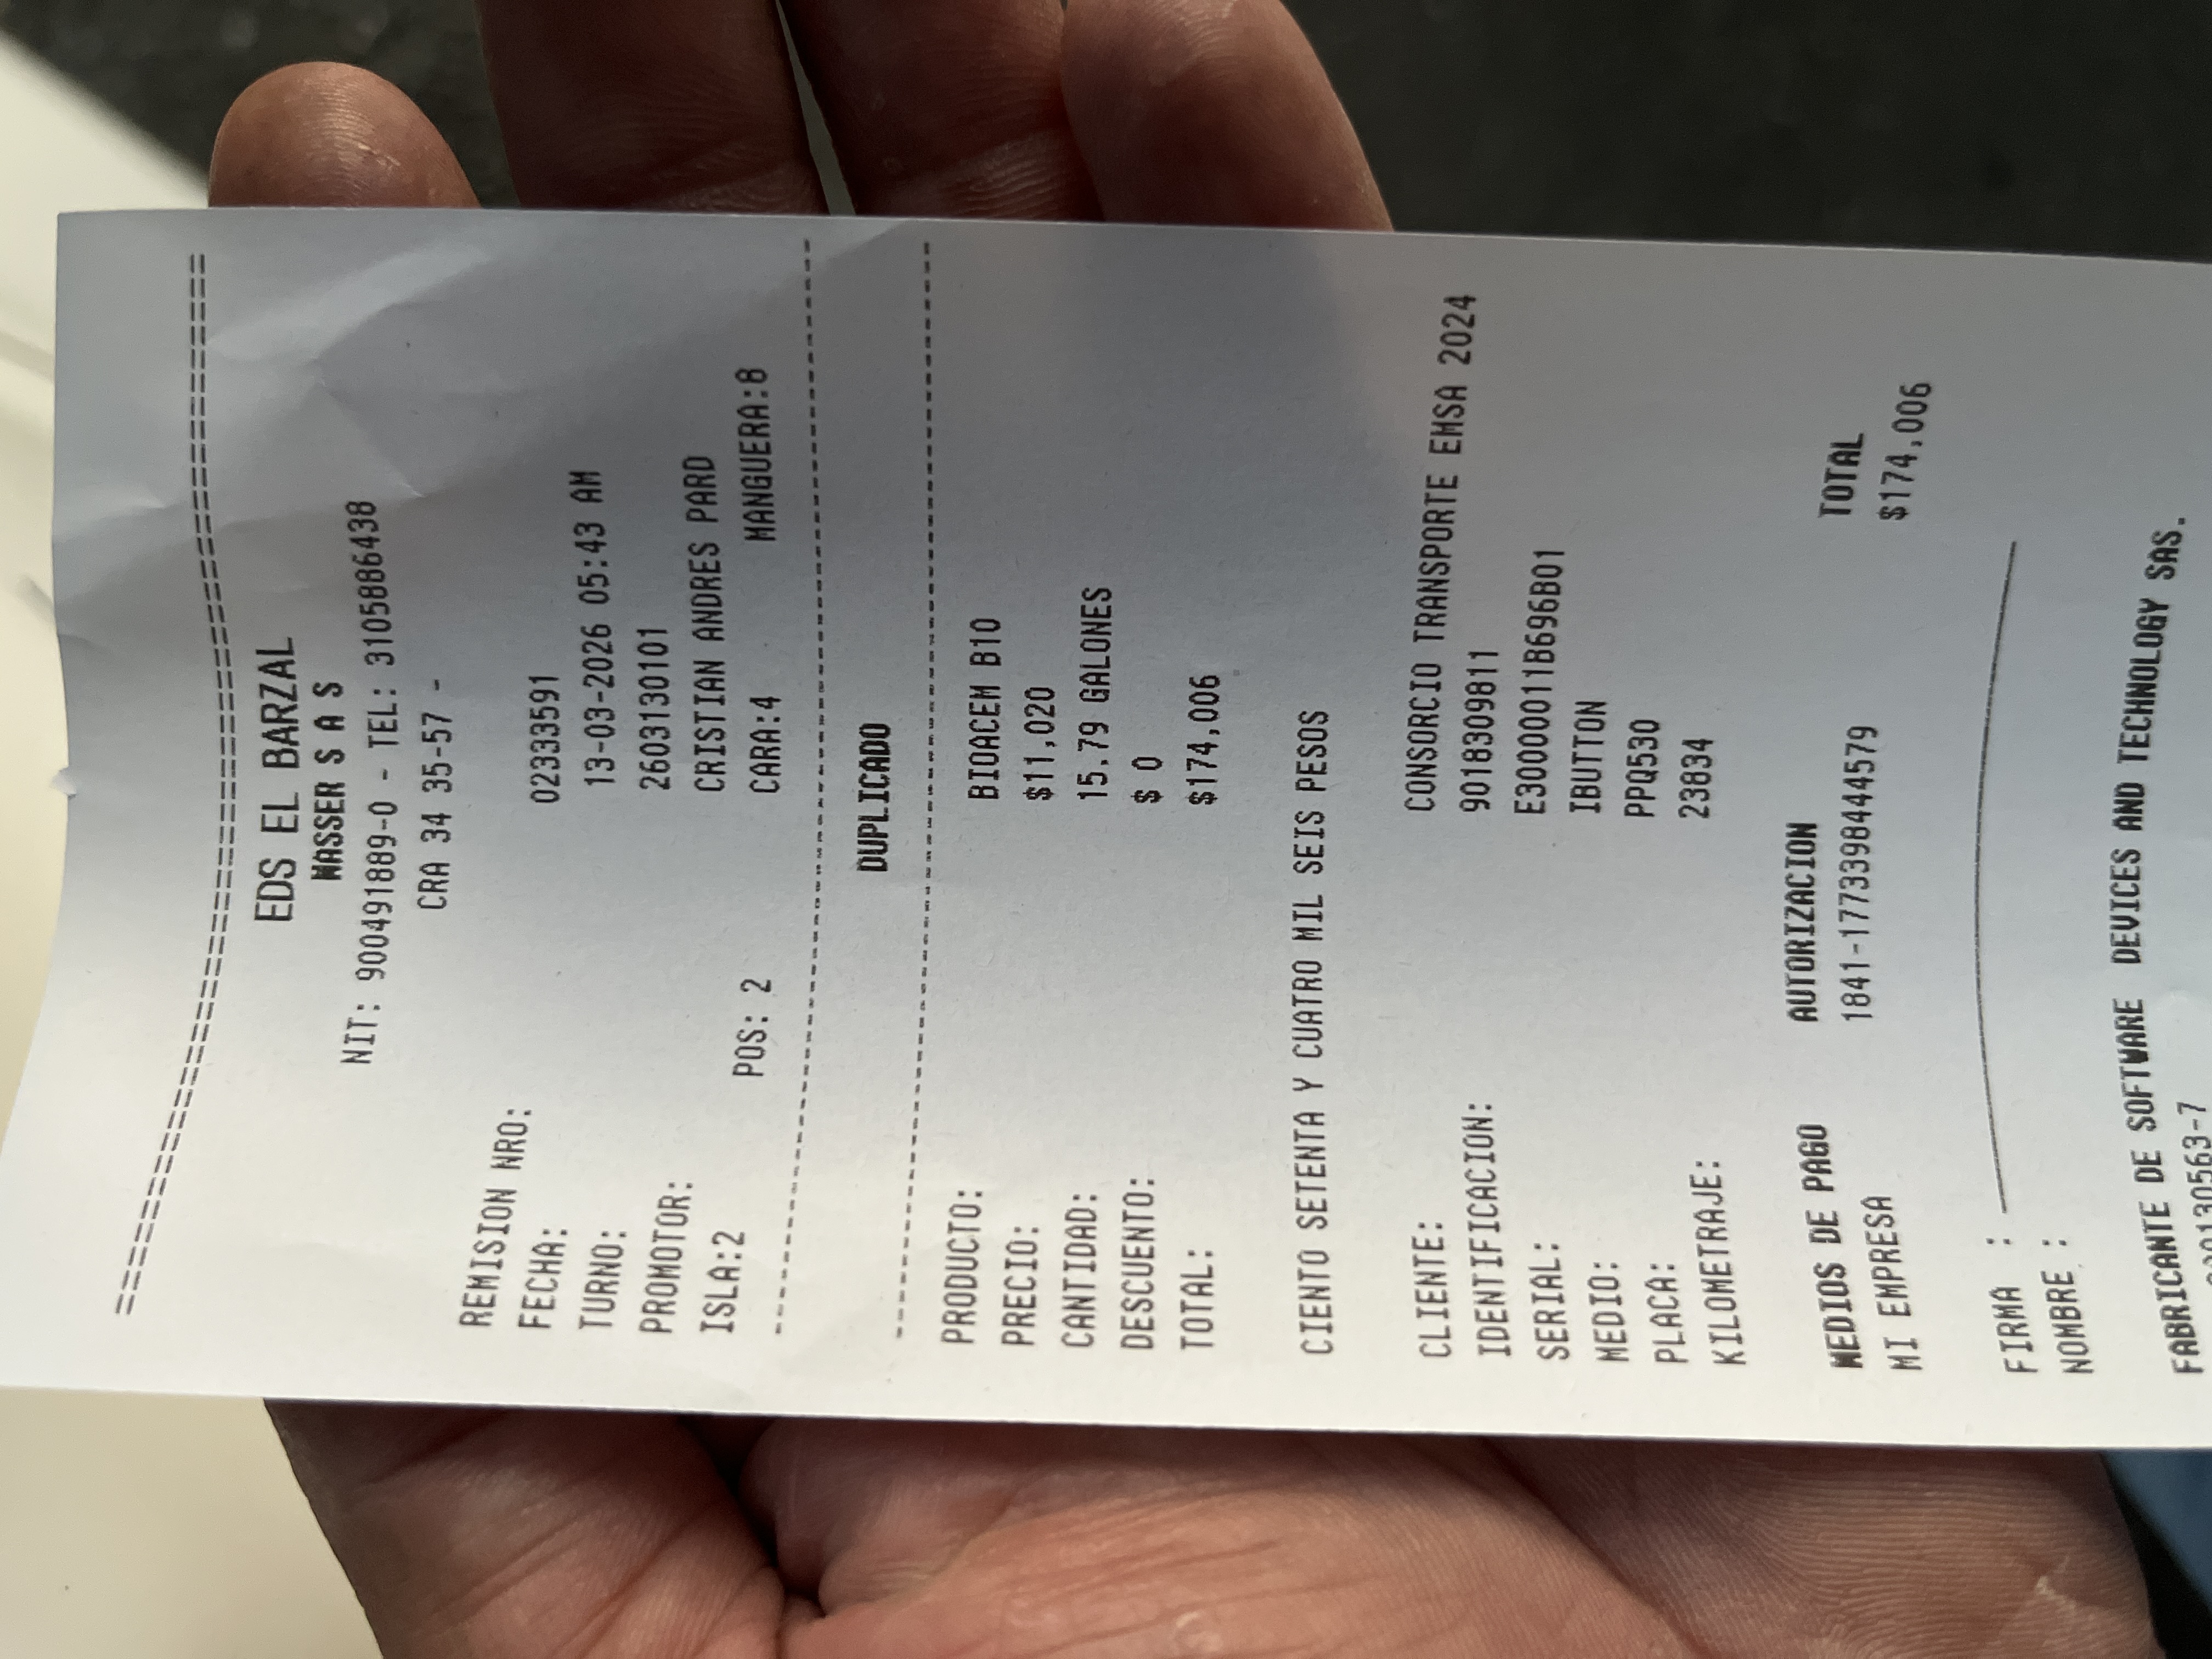 ================================================
EDS EL BARZAL
WASSER S A S
NIT: 900491889-0 - TEL: 3105886438
CRA 34 35-57 -
REMISION NRO: 02333591
FECHA: 13-03-2026 05:43 AM
TURNO: 2603130101
PROMOTOR: CRISTIAN ANDRES PARD
ISLA:2 POS: 2 CARA:4 MANGUERA:8
DUPLICADO
PRODUCTO: BIOACEM B10
PRECIO: $11,020
CANTIDAD: 15.79 GALONES
DESCUENTO: $ 0
TOTAL: $174,006
CIENTO SETENTA Y CUATRO MIL SEIS PESOS
CLIENTE: CONSORCIO TRANSPORTE EMSA 2024
IDENTIFICACION: 9018309811
SERIAL: E30000011B696B01
MEDIO: IBUTTON
PLACA: PPQ530
KILOMETRAJE: 23834
MEDIOS DE PAGO AUTORIZACION TOTAL
MI EMPRESA 1841-1773398444579 $174,006
FIRMA :
NOMBRE :
FABRICANTE DE SOFTWARE DEVICES AND TECHNOLOGY SAS.